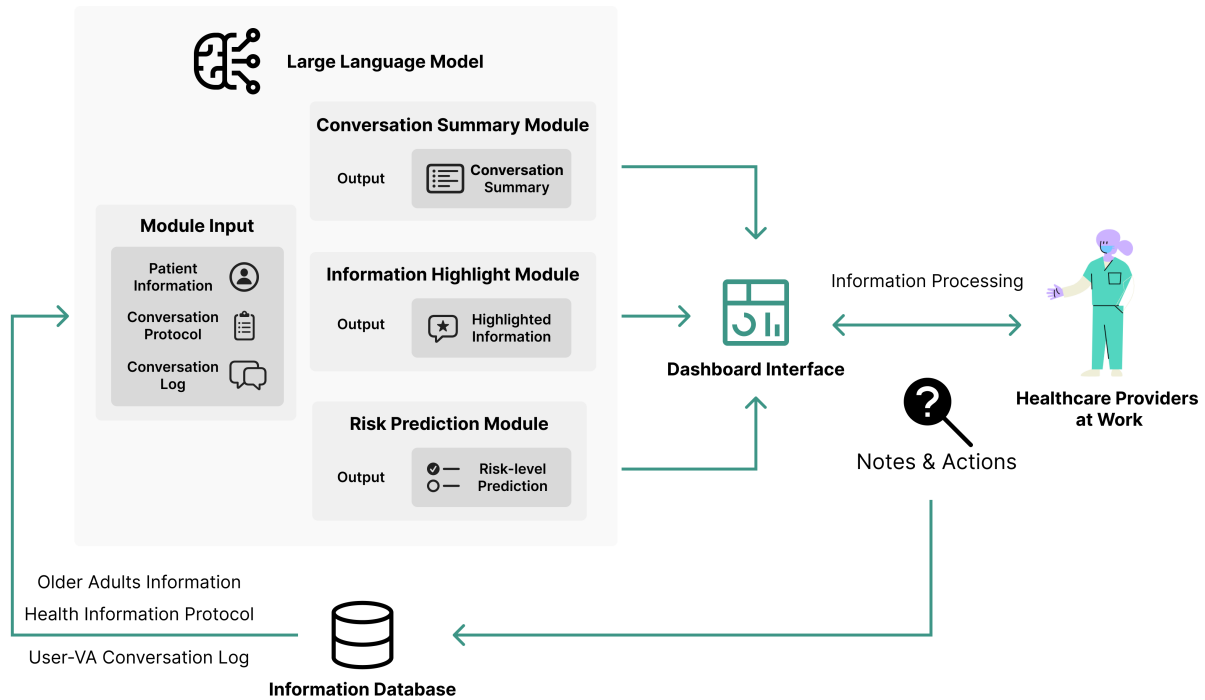 Large Language Model
Conversation Summary Module
Output
Conversation
Summary
Module Input
Patient
Information
Conversation
Protocol
Conversation
Log
Information Highlight Module
Output
Highlighted
Information
Risk Prediction Module
Output
Risk-level
Prediction
Dashboard Interface
Information Processing
Healthcare Providers
at Work
?
Notes & Actions
Older Adults Information
Health Information Protocol
User-VA Conversation Log
Information Database